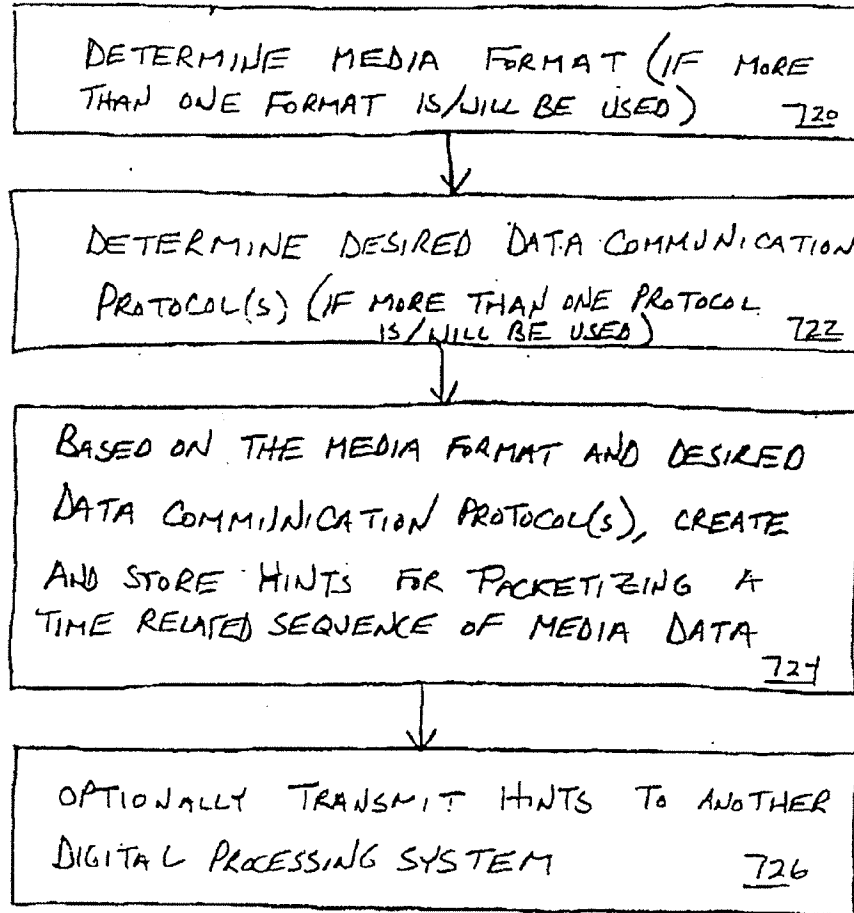 DETERMINE MEDIA FORMAT (IF MORE
THAN ONE FORMAT IS/WILL BE USED) 720
DETERMINE DESIRED DATA COMMUNICATION
PROTOCOL(S) (IF MORE THAN ONE PROTOCOL
IS/WILL BE USED) 722
BASED ON THE MEDIA FORMAT AND DESIRED
DATA COMMUNICATION PROTOCOL(S), CREATE
AND STORE HINTS FOR PACKETIZING A
TIME RELATED SEQUENCE OF MEDIA DATA
724
OPTIONALLY TRANSMIT HINTS TO ANOTHER
DIGITAL PROCESSING SYSTEM 726